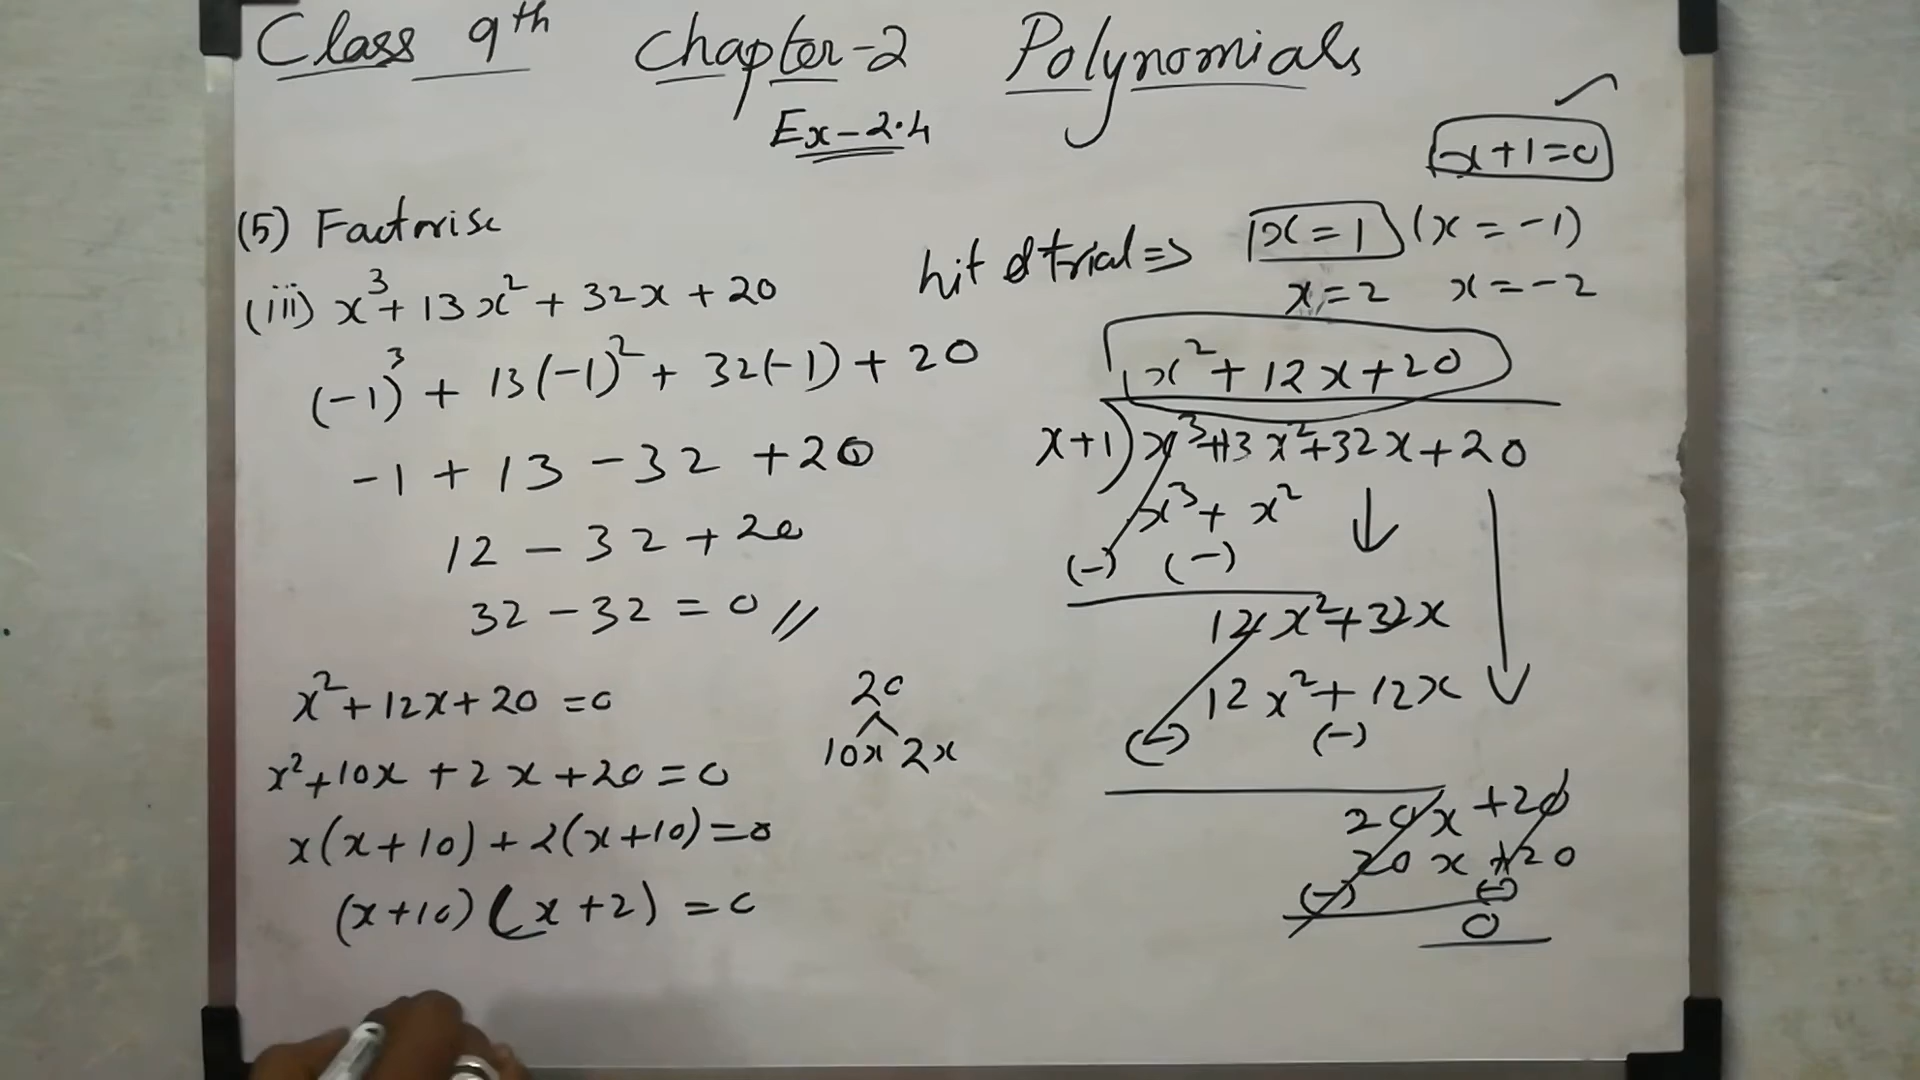 Class 9th Chapter-2 Polynomials
Ex-2.4
(5) Factorise
(iii) x³+13x²+32x+20
(-1)³+13(-1)²+32(-1)+20
-1+13-32+20
12-32+20
32-32=0//
x²+12x+20=0
x²+10x+2x+20=0
x(x+10)+2(x+10)=0
(x+10)(x+2)=0
20
10x 2x
x+1=0
hit & trial => x=1 (x=-1)
x=2 x=-2
x²+12x+20
x+1)x³+13x²+32x+20
x³+x²
(-) (-)
12x²+32x
12x²+12x
(-) (-)
20x+20
20x+20
(-) (-)
0